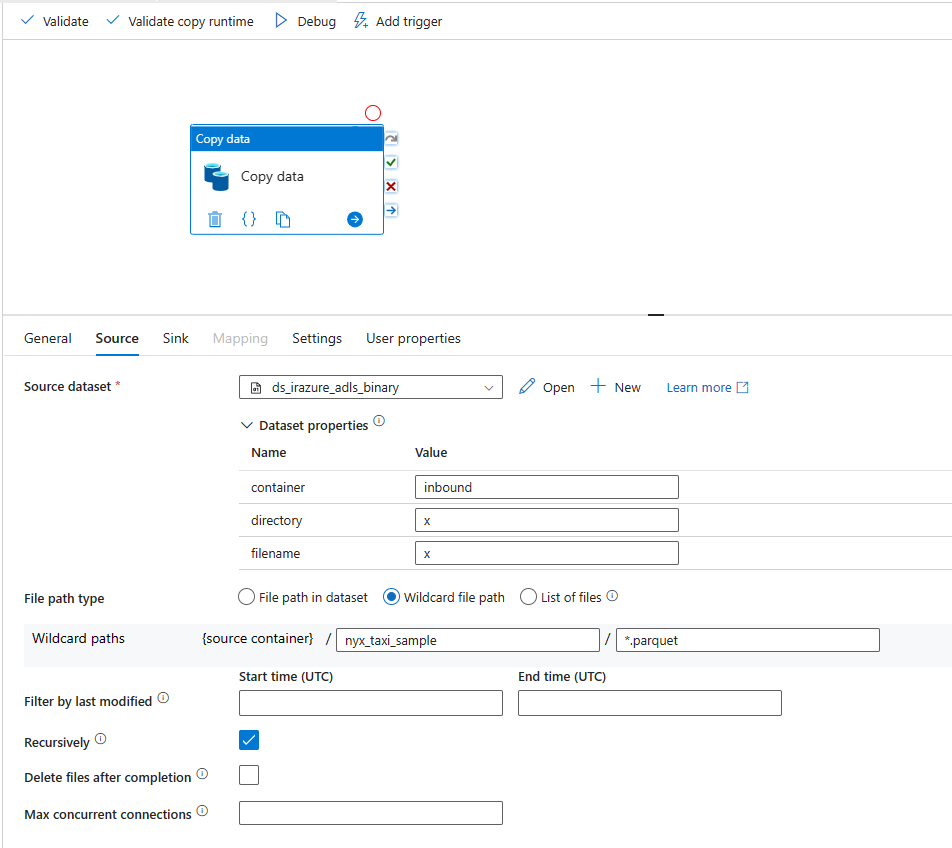 Validate Validate copy runtime Debug Add trigger
Copy data
Copy data
{}
General Source Sink Mapping Settings User properties
Source dataset * ds_irazure_adls_binary Open New Learn more
Dataset properties
Name Value
container inbound
directory x
filename x
File path type File path in dataset Wildcard file path List of files
Wildcard paths {source container} / nyx_taxi_sample / *.parquet
Start time (UTC) End time (UTC)
Filter by last modified
Recursively
Delete files after completion
Max concurrent connections